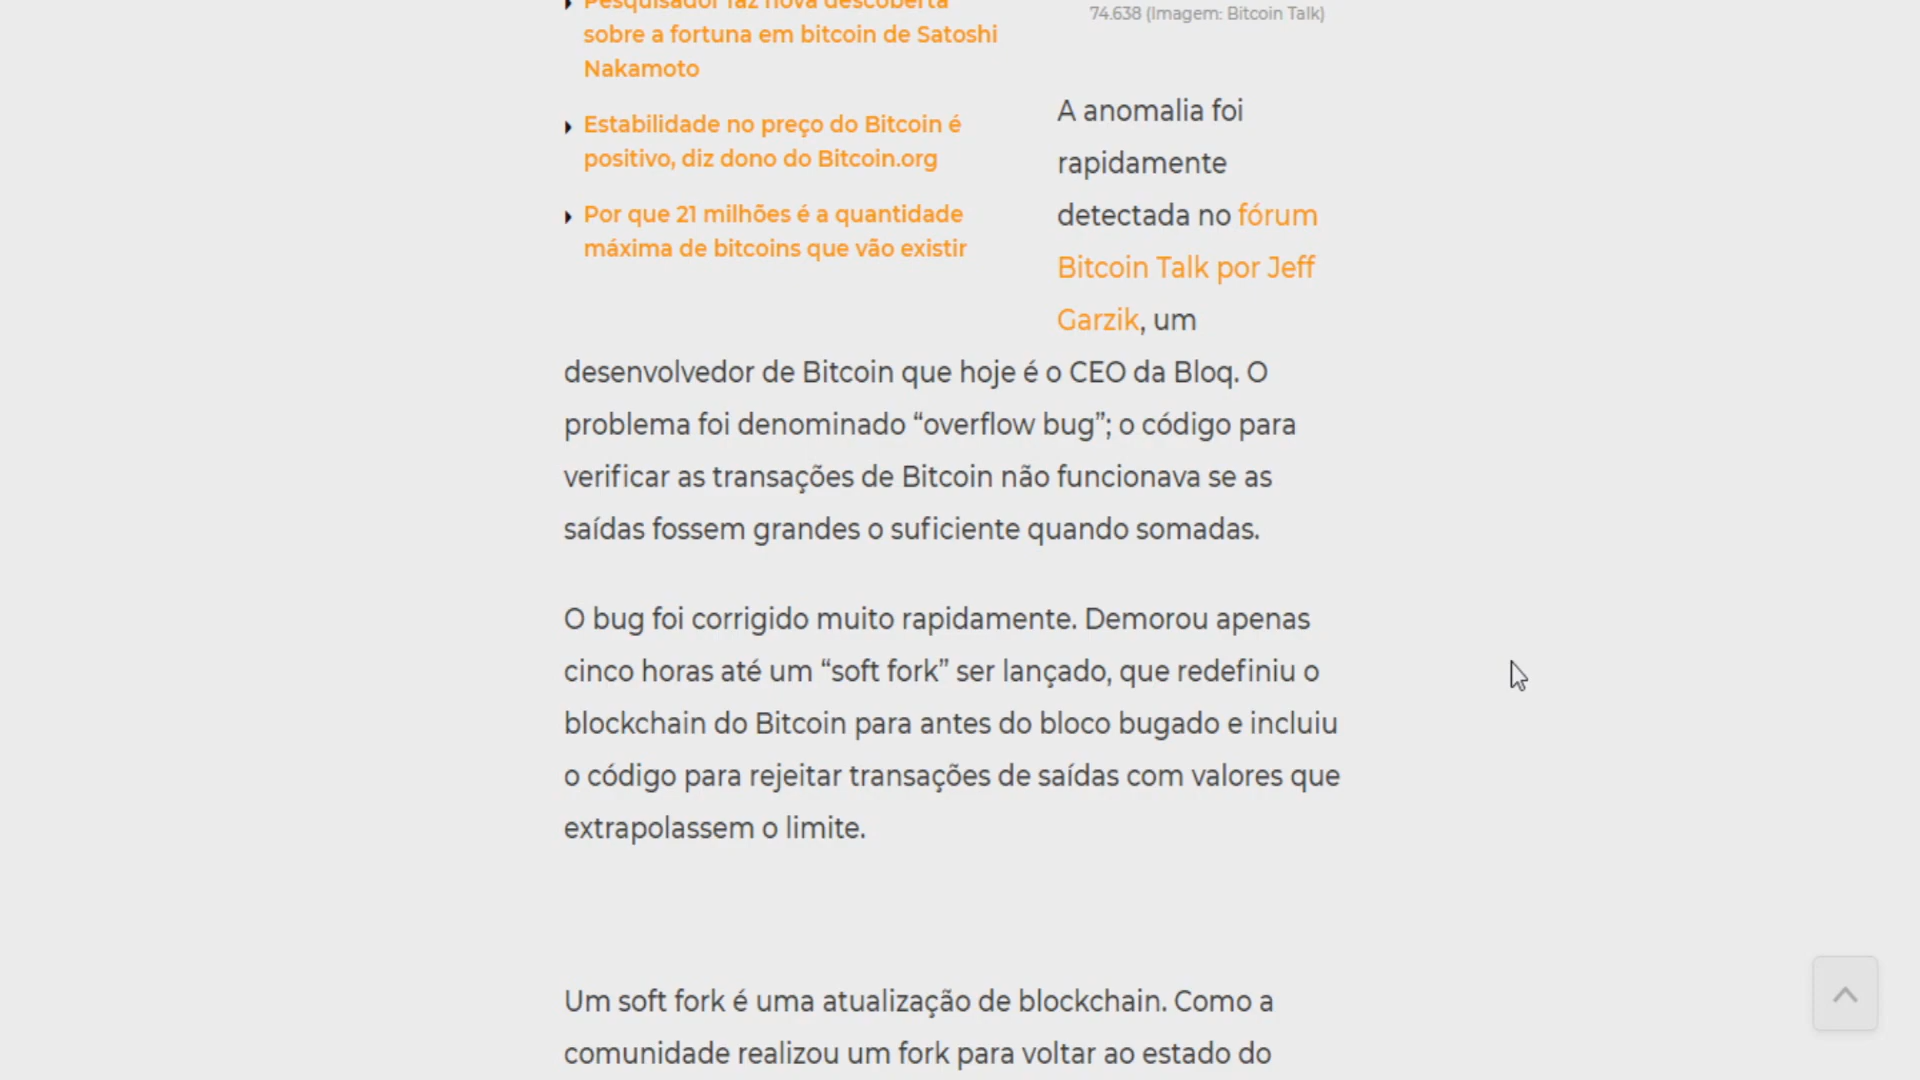 Pesquisador faz nova descoberta
sobre a fortuna em bitcoin de Satoshi
Nakamoto
Estabilidade no preço do Bitcoin é
positivo, diz dono do Bitcoin.org
Por que 21 milhões é a quantidade
máxima de bitcoins que vão existir
74.638 (Imagem: Bitcoin Talk)
A anomalia foi
rapidamente
detectada no fórum
Bitcoin Talk por Jeff
Garzik, um
desenvolvedor de Bitcoin que hoje é o CEO da Bloq. O
problema foi denominado “overflow bug”; o código para
verificar as transações de Bitcoin não funcionava se as
saídas fossem grandes o suficiente quando somadas.
O bug foi corrigido muito rapidamente. Demorou apenas
cinco horas até um “soft fork” ser lançado, que redefiniu o
blockchain do Bitcoin para antes do bloco bugado e incluiu
o código para rejeitar transações de saídas com valores que
extrapolassem o limite.
Um soft fork é uma atualização de blockchain. Como a
comunidade realizou um fork para voltar ao estado do